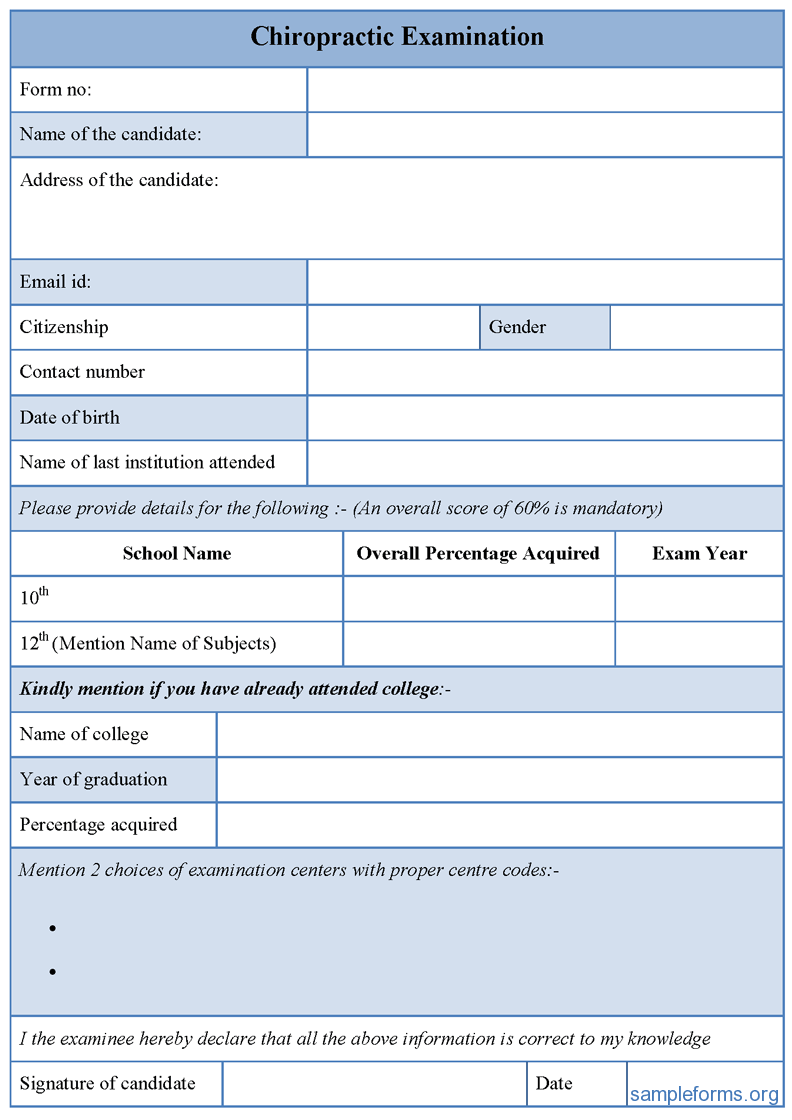 Chiropractic Examination
Form no:
Name of the candidate:
Address of the candidate:
Email id:
Citizenship Gender
Contact number
Date of birth
Name of last institution attended
Please provide details for the following :- (An overall score of 60% is mandatory)
School Name Overall Percentage Acquired Exam Year
10th
12th (Mention Name of Subjects)
Kindly mention if you have already attended college:-
Name of college
Year of graduation
Percentage acquired
Mention 2 choices of examination centers with proper centre codes:-
•
•
I the examinee hereby declare that all the above information is correct to my knowledge
Signature of candidate Date
sampleforms.org